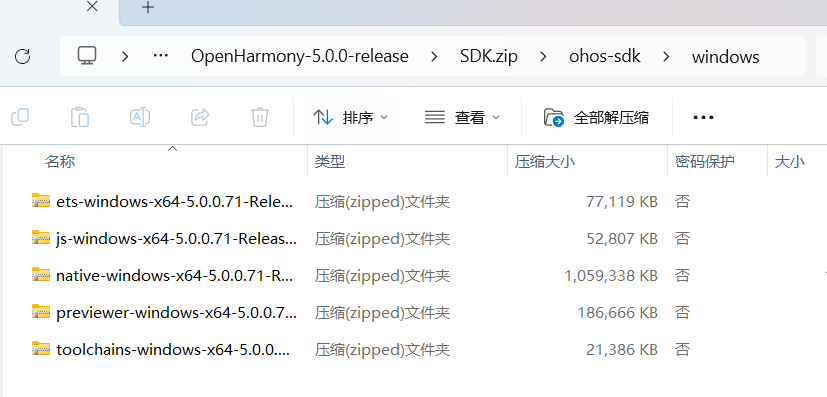 OpenHarmony-5.0.0-release > SDK.zip > ohos-sdk > windows
排序 查看 全部解压缩
名称 类型 压缩大小 密码保护 大小
ets-windows-x64-5.0.0.71-Rele... 压缩(zipped)文件夹 77,119 KB 否
js-windows-x64-5.0.0.71-Releas... 压缩(zipped)文件夹 52,807 KB 否
native-windows-x64-5.0.0.71-R... 压缩(zipped)文件夹 1,059,338 KB 否
previewer-windows-x64-5.0.0.7... 压缩(zipped)文件夹 186,666 KB 否
toolchains-windows-x64-5.0.0.... 压缩(zipped)文件夹 21,386 KB 否